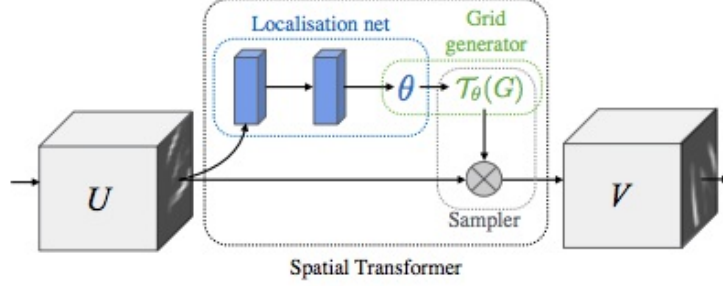 Localisation net
Grid
generator
θ
𝒯θ(G)
U
V
Sampler
Spatial Transformer